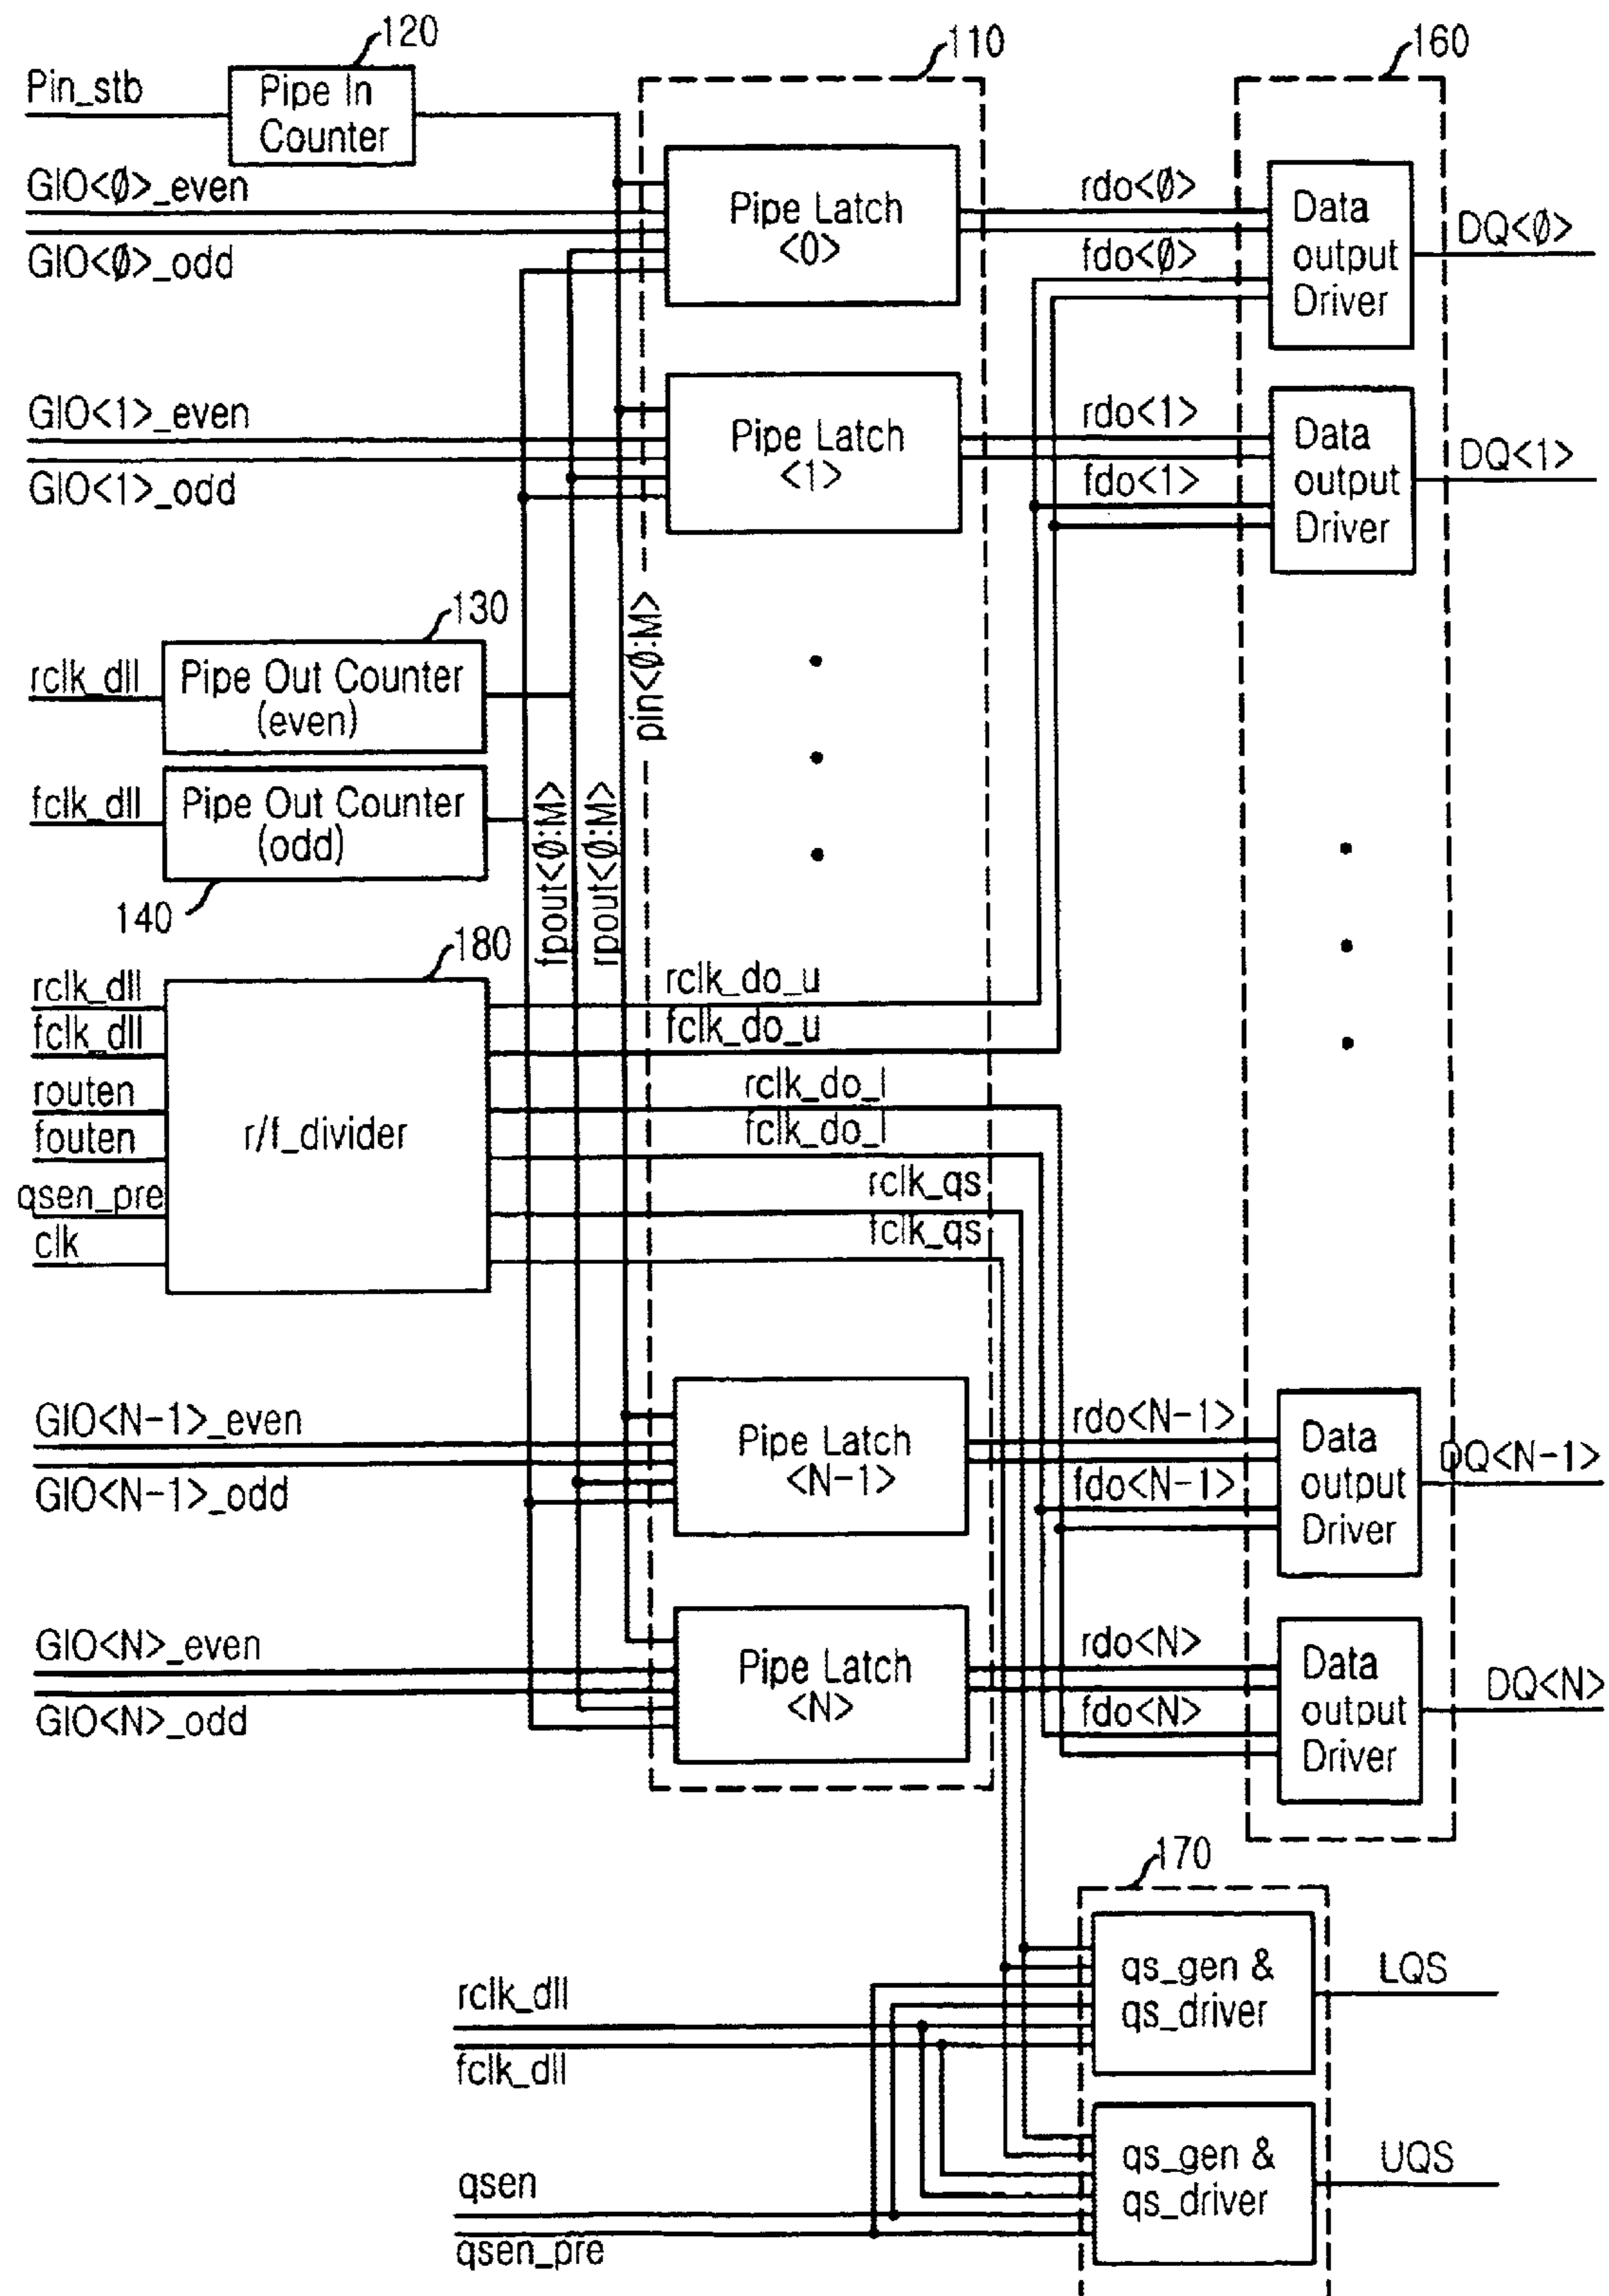 120
110
160
Pin_stb
Pipe In
Counter
GIO<Ø>_even
GIO<Ø>_odd
Pipe Latch
<0>
rdo<Ø>
fdo<Ø>
Data
output
Driver
DQ<Ø>
GIO<1>_even
GIO<1>_odd
Pipe Latch
<1>
rdo<1>
fdo<1>
Data
output
Driver
DQ<1>
pin<Ø:M>
130
rclk_dll
Pipe Out Counter
(even)
fclk_dll
Pipe Out Counter
(odd)
140
fpout<Ø:M>
rpout<Ø:M>
180
rclk_dll
fclk_dll
routen
fouten
qsen_pre
clk
r/f_divider
rclk_do_u
fclk_do_u
rclk_do_l
fclk_do_l
rclk_qs
fclk_qs
GIO<N-1>_even
GIO<N-1>_odd
Pipe Latch
<N-1>
rdo<N-1>
fdo<N-1>
Data
output
Driver
DQ<N-1>
GIO<N>_even
GIO<N>_odd
Pipe Latch
<N>
rdo<N>
fdo<N>
Data
output
Driver
DQ<N>
170
rclk_dll
fclk_dll
qs_gen &
qs_driver
LQS
qsen
qsen_pre
qs_gen &
qs_driver
UQS